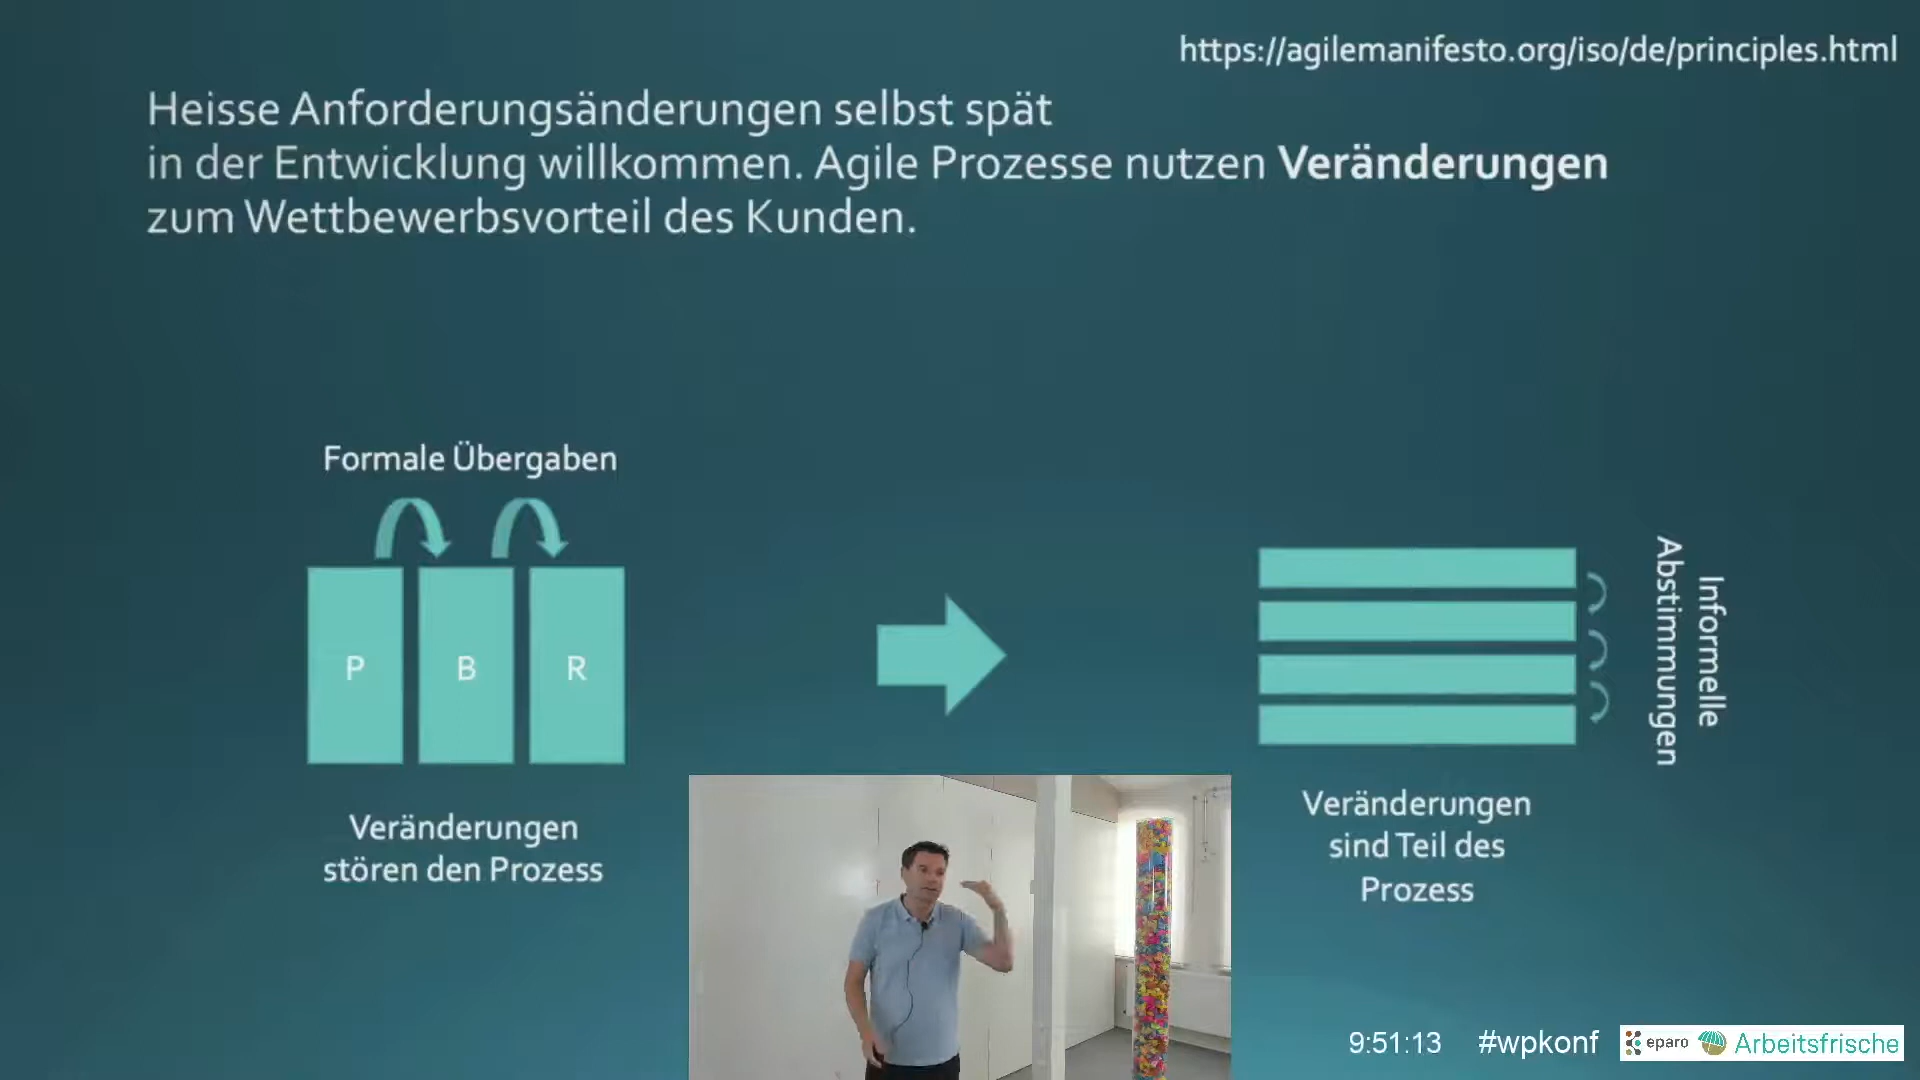 https://agilemanifesto.org/iso/de/principles.html
Heisse Anforderungsänderungen selbst spät
in der Entwicklung willkommen. Agile Prozesse nutzen Veränderungen
zum Wettbewerbsvorteil des Kunden.
Formale Übergaben
P B R
Veränderungen
stören den Prozess
Informelle
Abstimmungen
Veränderungen
sind Teil des
Prozess
9:51:13 #wpkonf eparo Arbeitsfrische